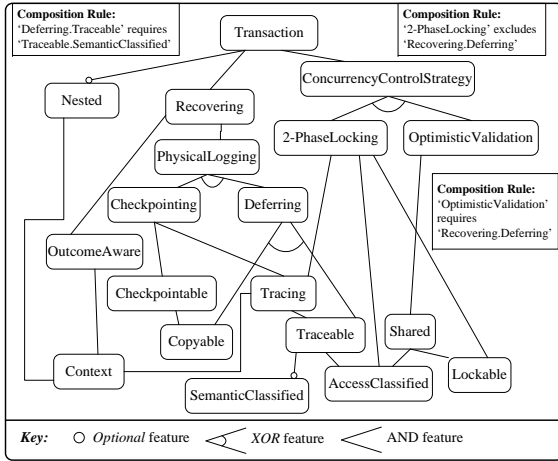 Composition Rule:
‘Deferring.Traceable’ requires
‘Traceable.SemanticClassified’
Transaction
Composition Rule:
‘2-PhaseLocking’ excludes
‘Recovering.Deferring’
Nested
Recovering
ConcurrencyControlStrategy
2-PhaseLocking
OptimisticValidation
PhysicalLogging
Checkpointing
Deferring
Composition Rule:
‘OptimisticValidation’
requires
‘Recovering.Deferring’
OutcomeAware
Checkpointable
Tracing
Copyable
Traceable
Shared
Context
SemanticClassified
AccessClassified
Lockable
Key: Optional feature XOR feature AND feature